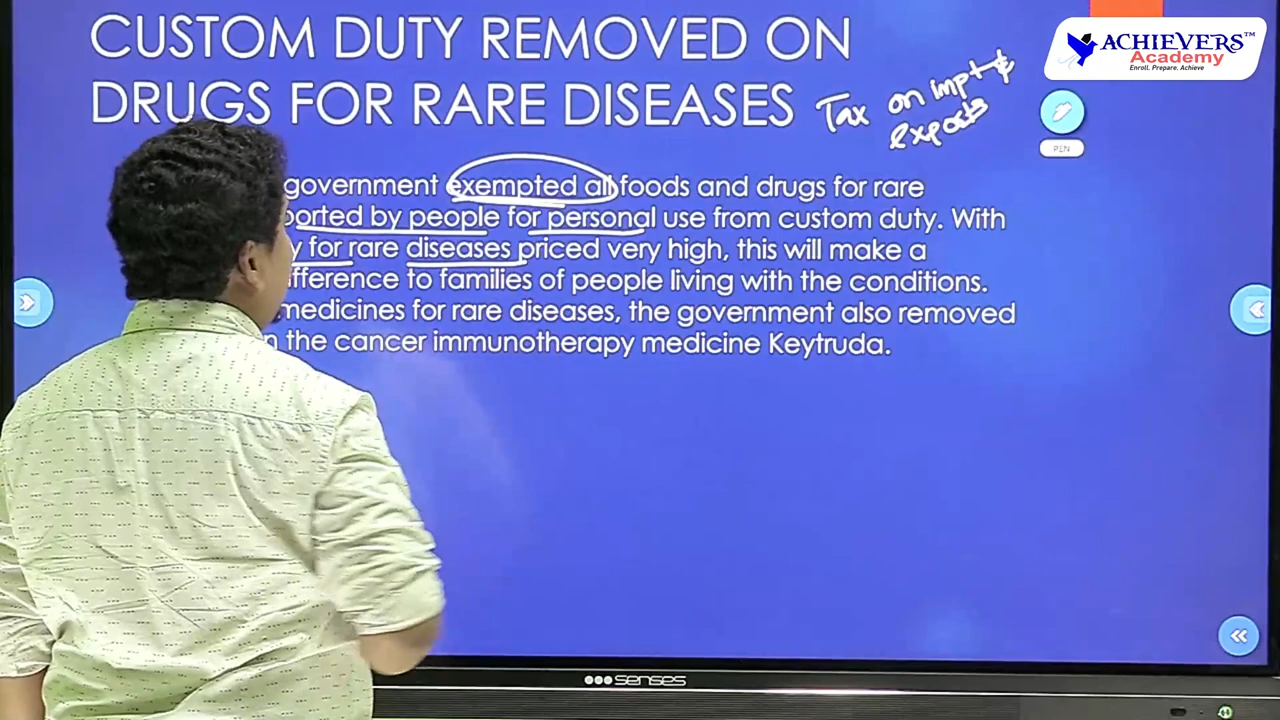 CUSTOM DUTY REMOVED ON
DRUGS FOR RARE DISEASES
Tax on impt &
exposts
ACHIEVERS™
Academy
Enroll. Prepare. Achieve
PEN
government exempted all foods and drugs for rare
ported by people for personal use from custom duty. With
y for rare diseases priced very high, this will make a
ifference to families of people living with the conditions.
medicines for rare diseases, the government also removed
n the cancer immunotherapy medicine Keytruda.
senses